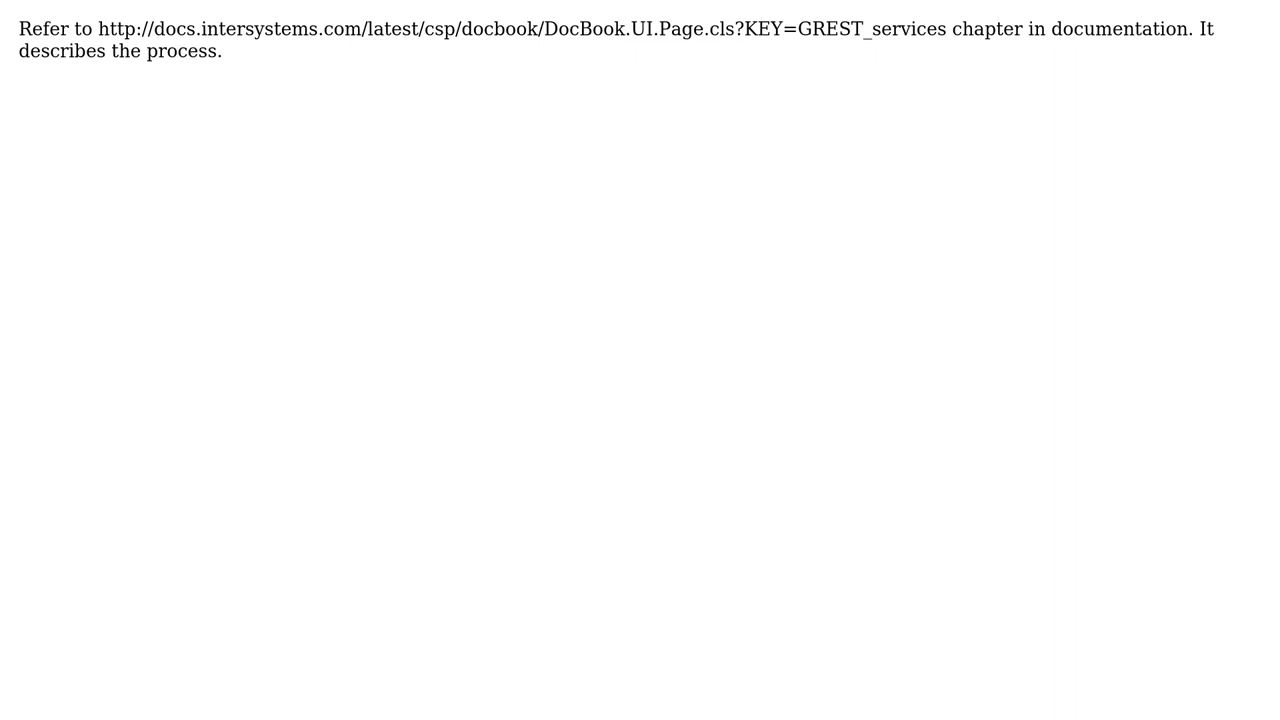 Refer to http://docs.intersystems.com/latest/csp/docbook/DocBook.UI.Page.cls?KEY=GREST_services chapter in documentation. It
describes the process.